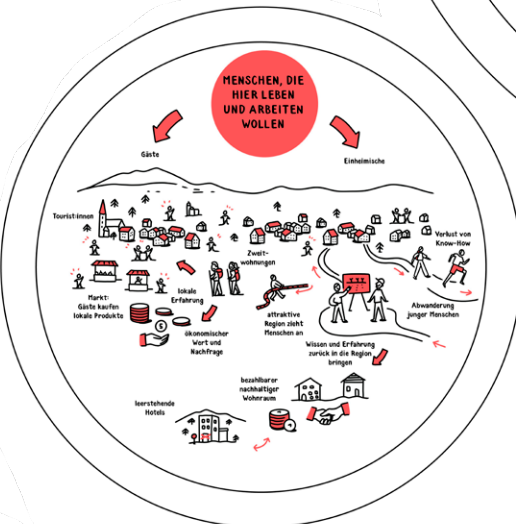 MENSCHEN, DIE
HIER LEBEN
UND ARBEITEN
WOLLEN
Gäste
Einheimische
Tourist:innen
Verlust von
Know-How
Zweit-
wohnungen
lokale
Erfahrung
Markt:
Gäste kaufen
lokale Produkte
attraktive
Region zieht
Menschen an
Abwanderung
junger Menschen
ökonomischer
Wert und
Nachfrage
Wissen und Erfahrung
zurück in die Region
bringen
bezahlbarer
nachhaltiger
Wohnraum
leerstehende
Hotels